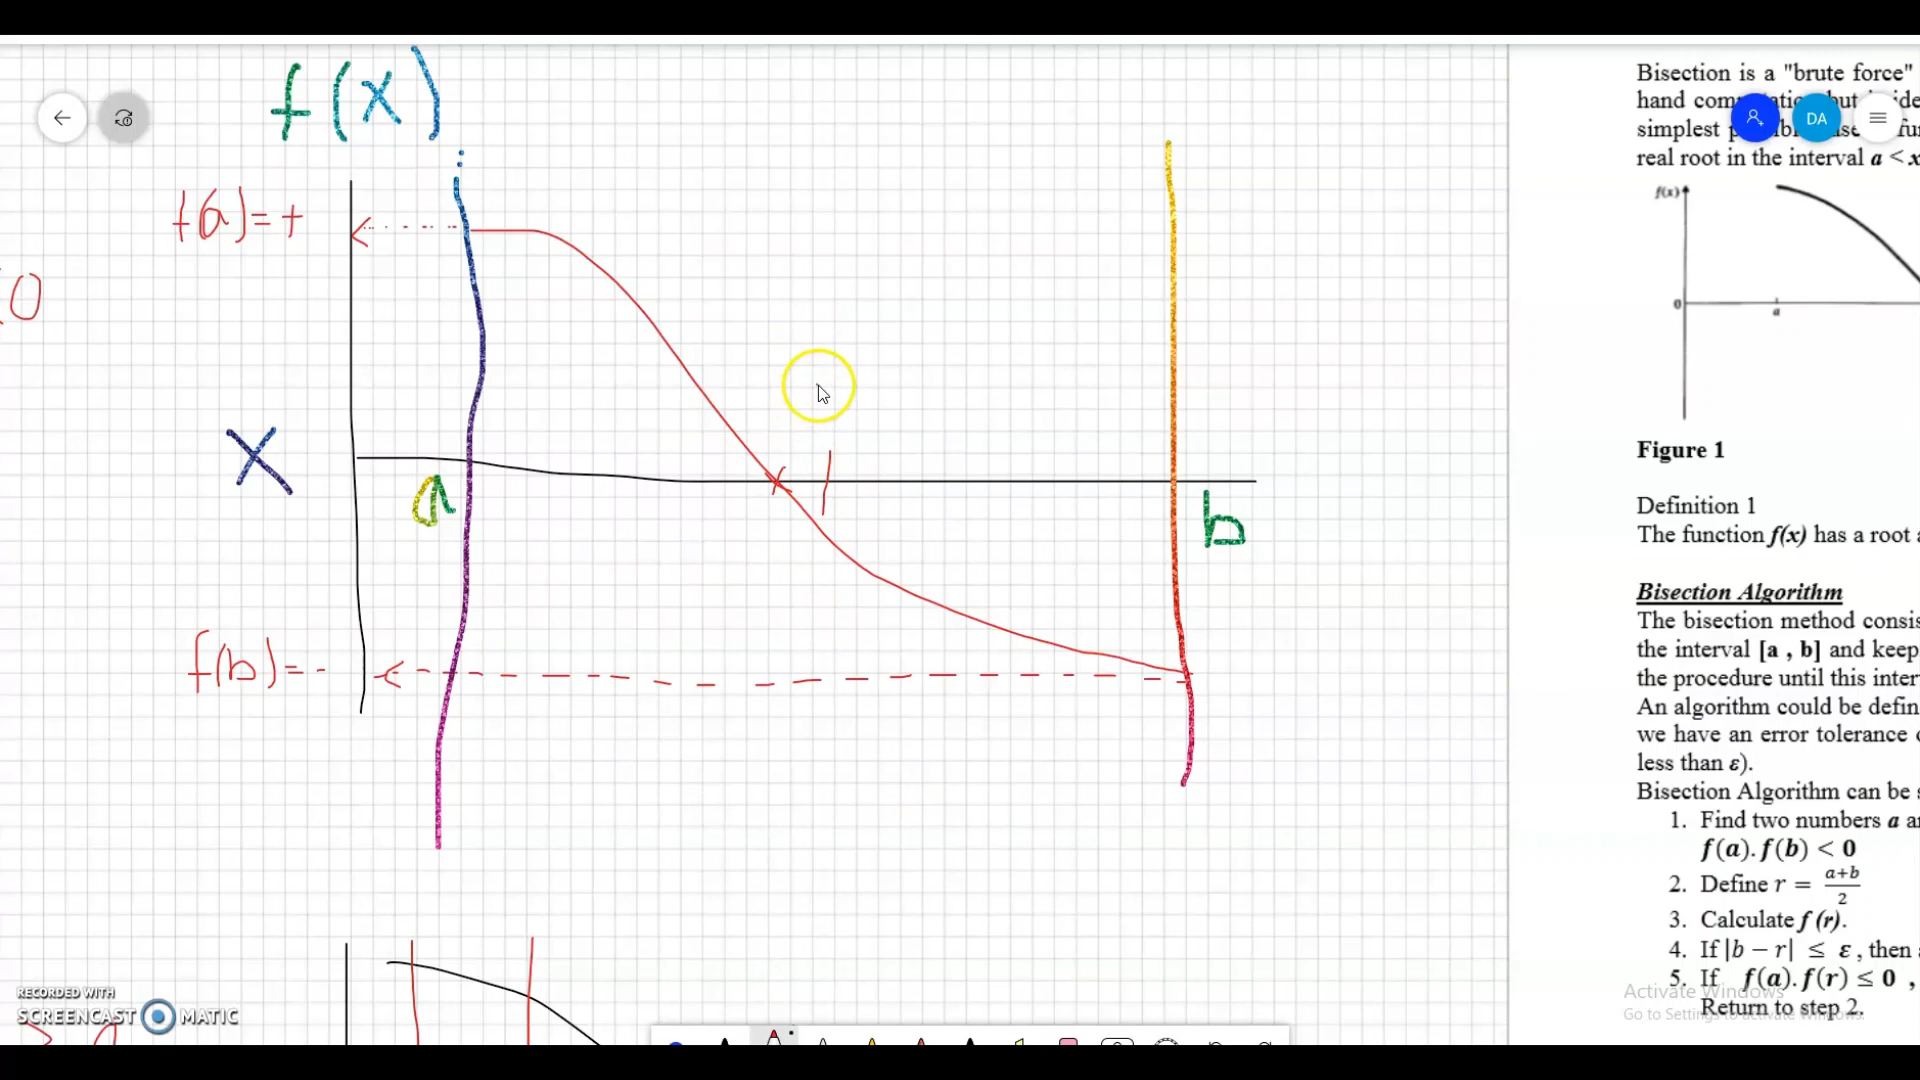 f(x)
f(a)=+
0
x
a
b
f(b)=-
RECORDED WITH
SCREENCAST MATIC
DA
Bisection is a "brute force"
hand
simplest
real root in the interval a < x
f(x)
0
a
Figure 1
Definition 1
The function f(x) has a root
Bisection Algorithm
The bisection method
the interval [a , b] and keep
the procedure until this
An algorithm could be
we have an error tolerance
less than ε).
Bisection Algorithm can be
1. Find two numbers a
f(a).f(b) < 0
2. Define r = a+b/2
3. Calculate f (r).
4. If |b − r| ≤ ε , then
5. If f(a).f(r) ≤ 0 ,
Activate Windows
Return to step 2.
Go to Settings to activate Windows.